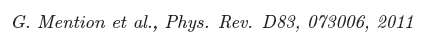 G. Mention et al., Phys. Rev. D83, 073006, 2011